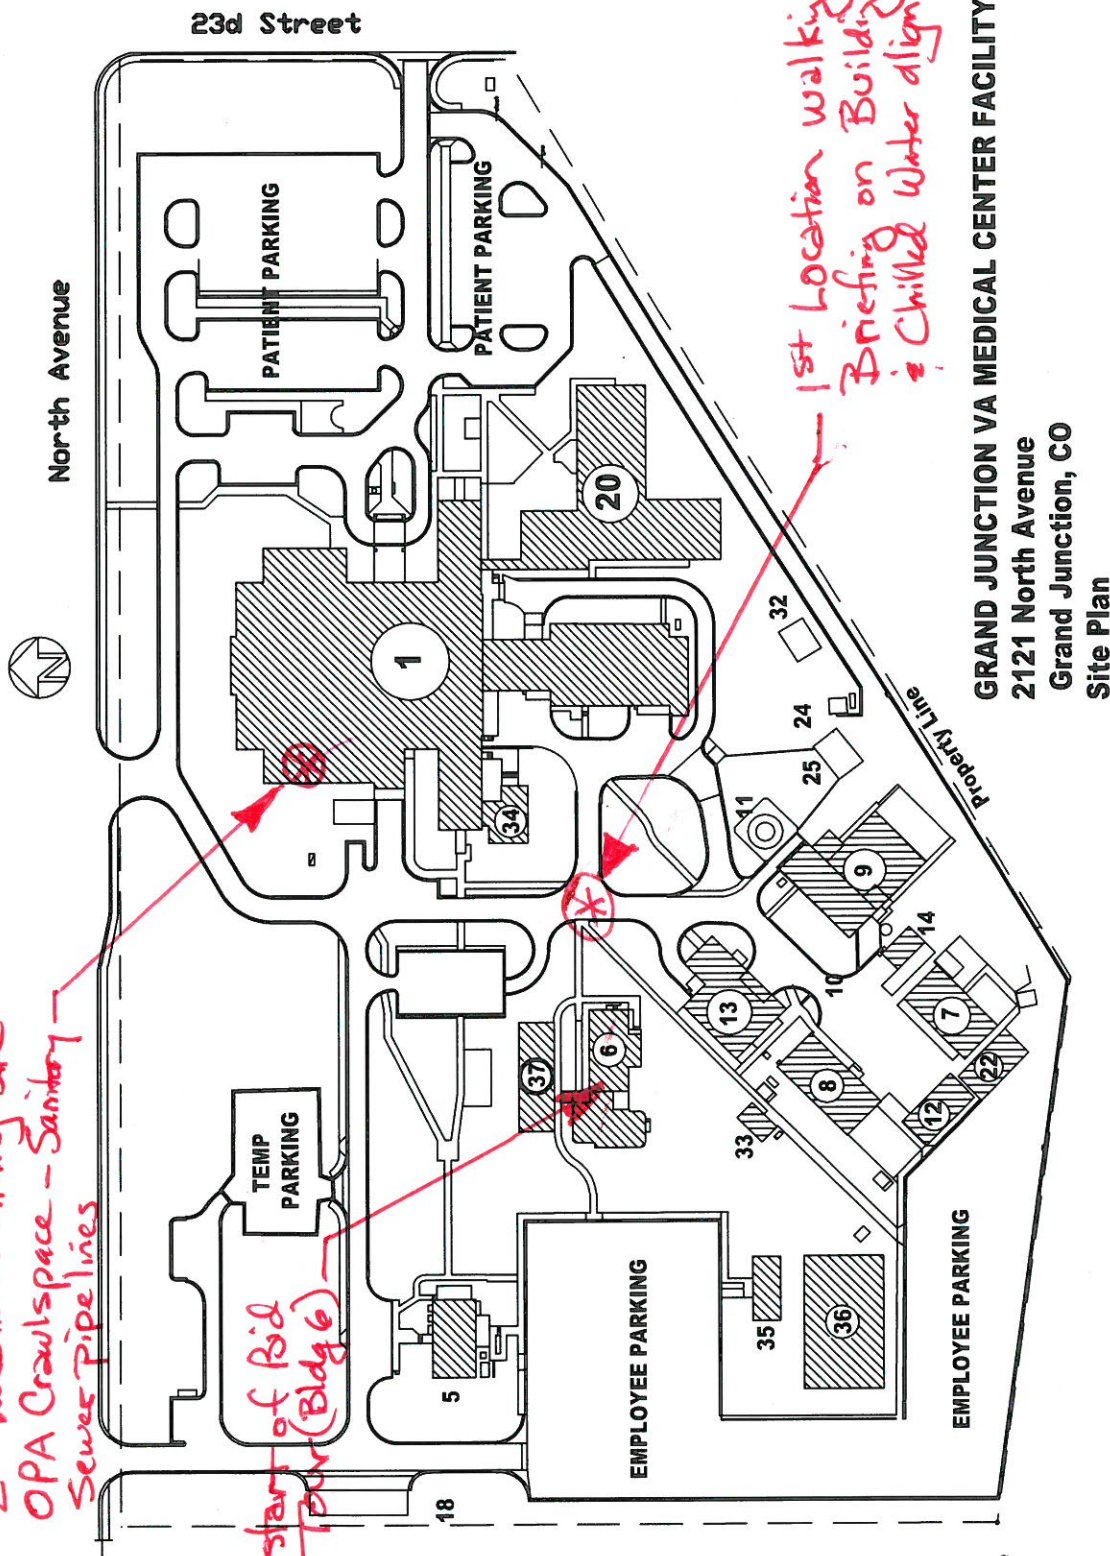 23d Street
North Avenue
PATIENT PARKING
PATIENT PARKING
1st Location walking
Briefing on Building
& Chilled Water align
OPA Crawlspace - Sanitary
Sewer Pipelines
start of Bid
Tour (Bldg 6)
TEMP
PARKING
N
1
20
34
32
24
25
11
9
14
10
7
22
12
13
8
33
37
6
5
18
35
36
EMPLOYEE PARKING
EMPLOYEE PARKING
Property Line
GRAND JUNCTION VA MEDICAL CENTER FACILITY
2121 North Avenue
Grand Junction, CO
Site Plan